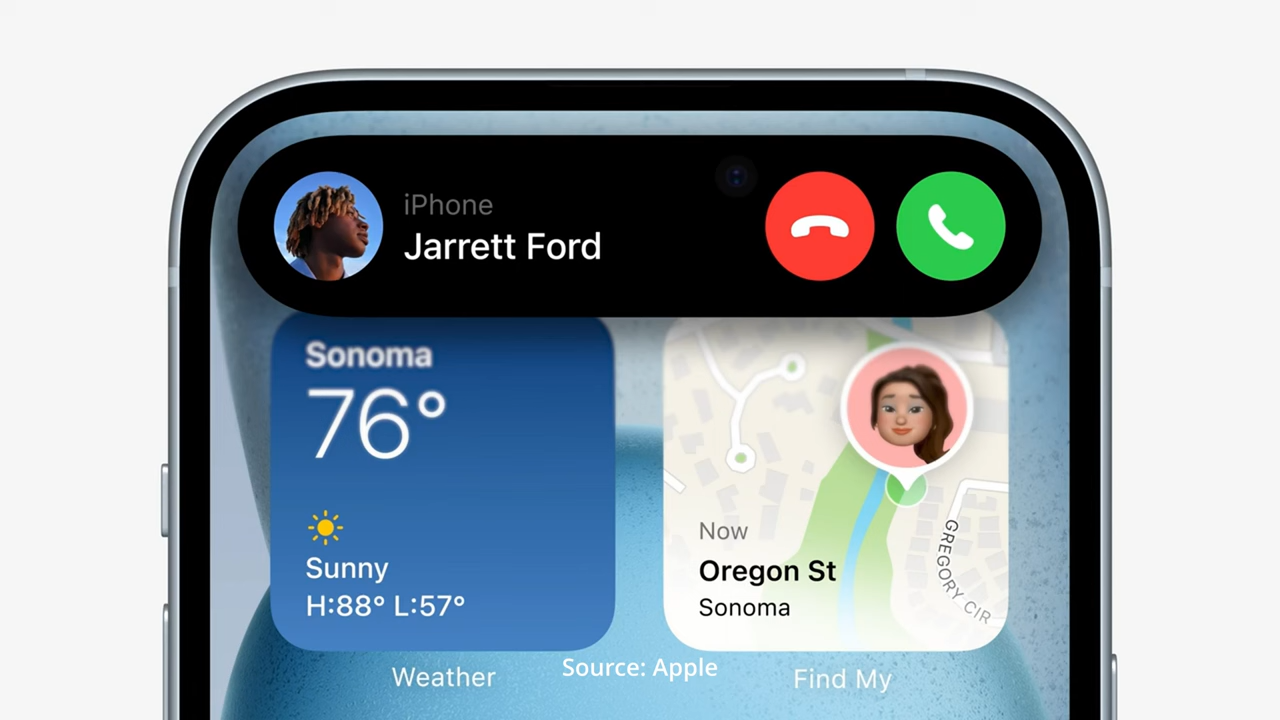 iPhone
Jarrett Ford
Sonoma
76°
Sunny
H:88° L:57°
Weather
Now
Oregon St
Sonoma
GREGORY CIR
Find My
Source: Apple